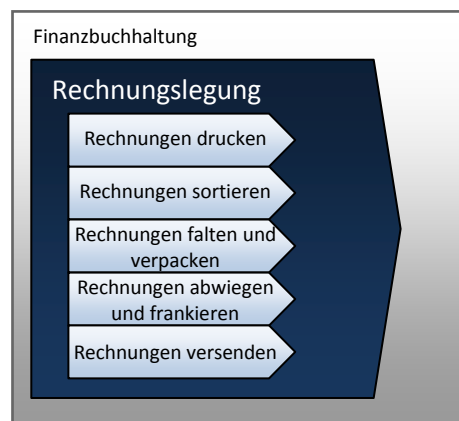 Finanzbuchhaltung
Rechnungslegung
Rechnungen drucken
Rechnungen sortieren
Rechnungen falten und
verpacken
Rechnungen abwiegen
und frankieren
Rechnungen versenden